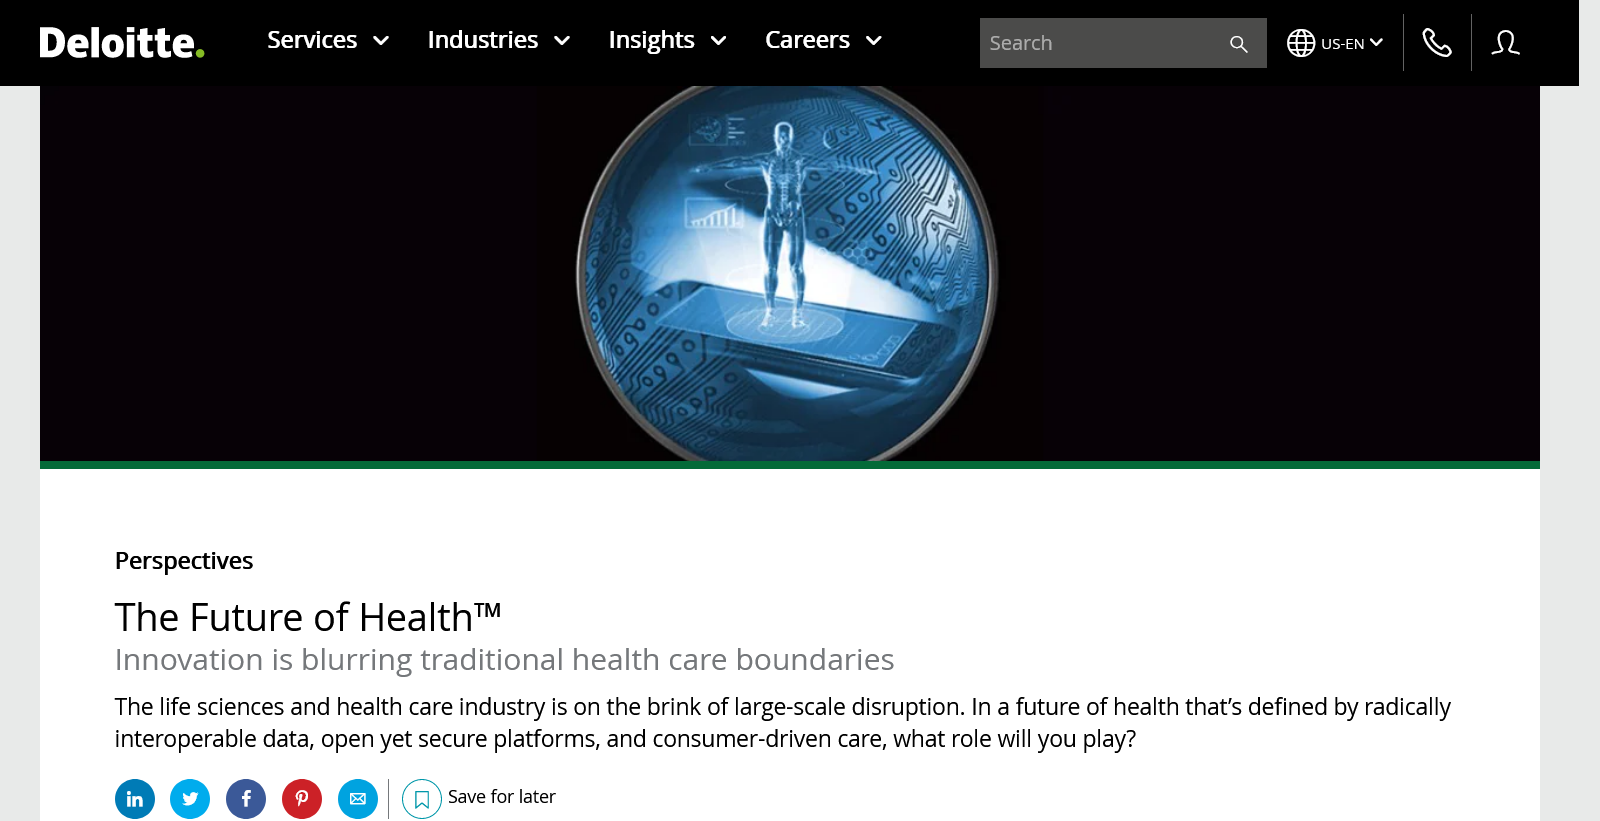 Deloitte.
Services
Industries
Insights
Careers
Search
US-EN
Perspectives
The Future of Health™
Innovation is blurring traditional health care boundaries
The life sciences and health care industry is on the brink of large-scale disruption. In a future of health that’s defined by radically
interoperable data, open yet secure platforms, and consumer-driven care, what role will you play?
Save for later